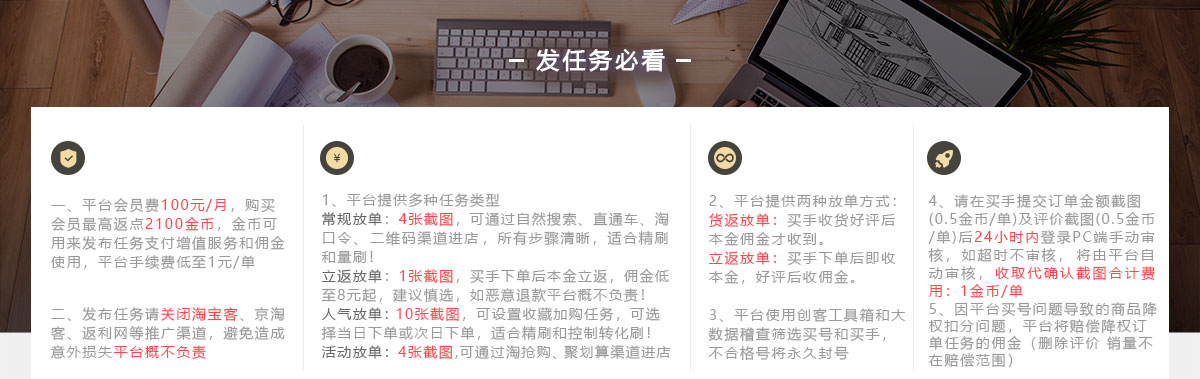 – 发任务必看 –
一、平台会员费100元/月，购买
会员最高返点2100金币，金币可
用来发布任务支付增值服务和佣金
使用，平台手续费低至1元/单
二、发布任务请关闭淘宝客、京淘
客、返利网等推广渠道，避免造成
意外损失平台概不负责
¥
1、平台提供多种任务类型
常规放单：4张截图，可通过自然搜索、直通车、淘
口令、二维码渠道进店，所有步骤清晰，适合精刷
和量刷！
立返放单：1张截图，买手下单后本金立返，佣金低
至8元起，建议慎选，如恶意退款平台概不负责！
人气放单：10张截图，可设置收藏加购任务，可选
择当日下单或次日下单，适合精刷和控制转化刷！
活动放单：4张截图,可通过淘抢购、聚划算渠道进店
2、平台提供两种放单方式：
货返放单：买手收货好评后
本金佣金才收到。
立返放单：买手下单后即收
本金，好评后收佣金。
3、平台使用创客工具箱和大
数据稽查筛选买号和买手，
不合格号将永久封号
4、请在买手提交订单金额截图
(0.5金币/单)及评价截图(0.5金币
/单)后24小时内登录PC端手动审
核，如超时不审核，将由平台自
动审核，收取代确认截图合计费
用：1金币/单
5、因平台买号问题导致的商品降
权扣分问题，平台将赔偿降权订
单任务的佣金（删除评价 销量不
在赔偿范围）